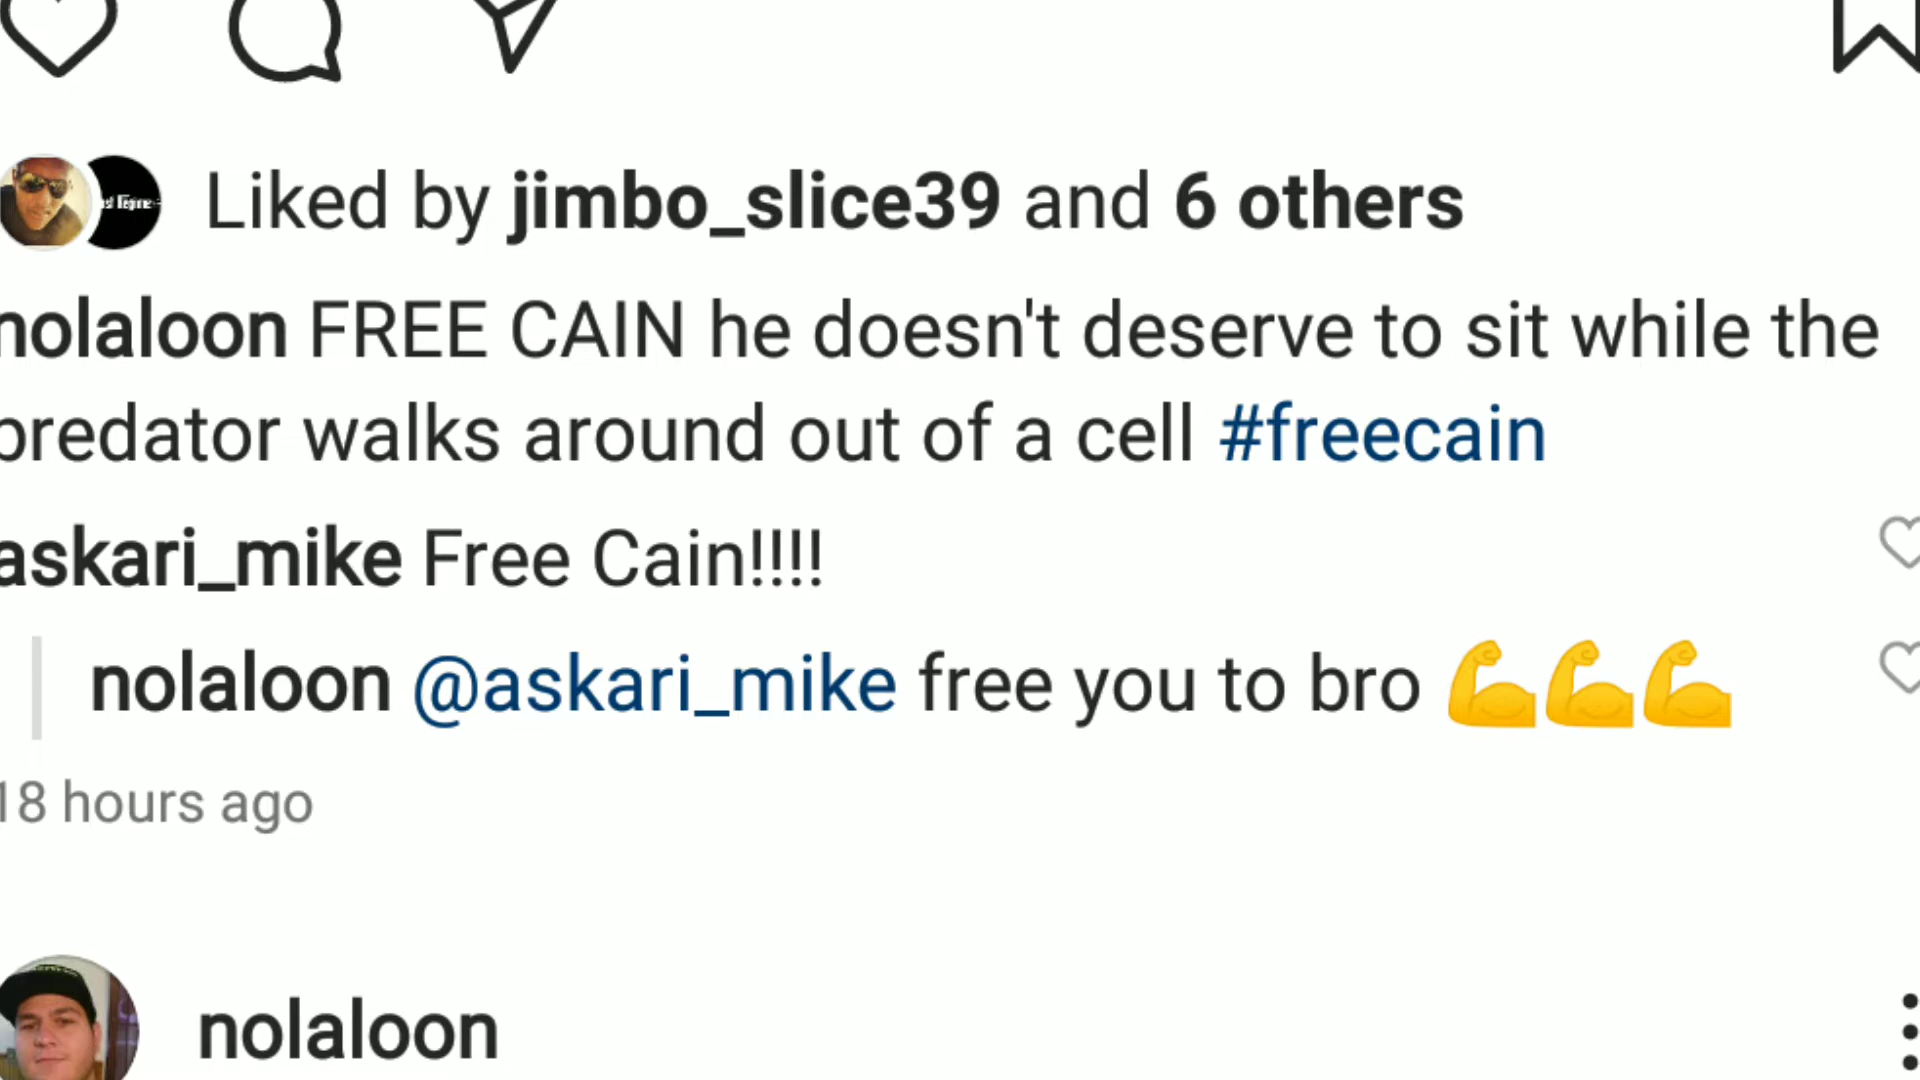 Liked by jimbo_slice39 and 6 others
nolaloon FREE CAIN he doesn't deserve to sit while the
predator walks around out of a cell #freecain
askari_mike Free Cain!!!!
nolaloon @askari_mike free you to bro 💪💪💪
18 hours ago
nolaloon